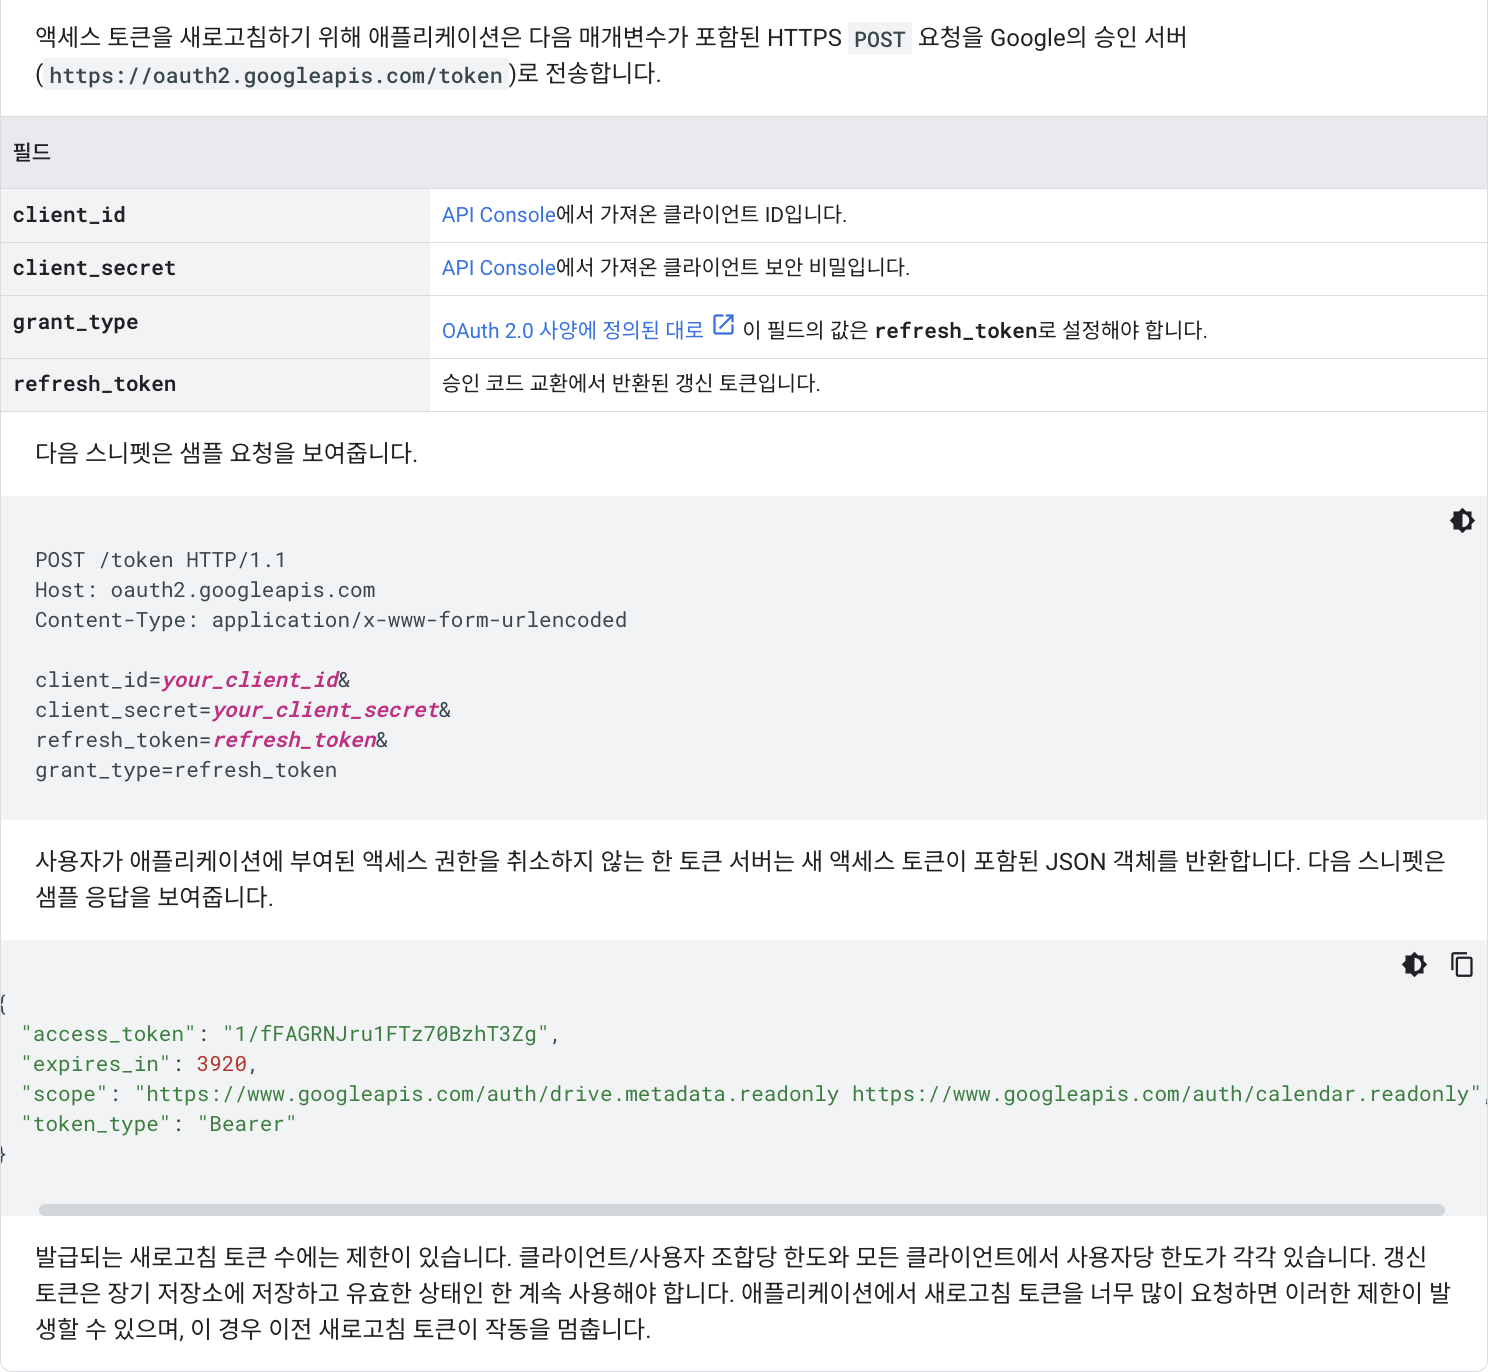 액세스 토큰을 새로고침하기 위해 애플리케이션은 다음 매개변수가 포함된 HTTPS POST 요청을 Google의 승인 서버
(https://oauth2.googleapis.com/token)로 전송합니다.
필드
client_id API Console에서 가져온 클라이언트 ID입니다.
client_secret API Console에서 가져온 클라이언트 보안 비밀입니다.
grant_type OAuth 2.0 사양에 정의된 대로 이 필드의 값은 refresh_token로 설정해야 합니다.
refresh_token 승인 코드 교환에서 반환된 갱신 토큰입니다.
다음 스니펫은 샘플 요청을 보여줍니다.
POST /token HTTP/1.1
Host: oauth2.googleapis.com
Content-Type: application/x-www-form-urlencoded
client_id=your_client_id&
client_secret=your_client_secret&
refresh_token=refresh_token&
grant_type=refresh_token
사용자가 애플리케이션에 부여된 액세스 권한을 취소하지 않는 한 토큰 서버는 새 액세스 토큰이 포함된 JSON 객체를 반환합니다. 다음 스니펫은
샘플 응답을 보여줍니다.
{
"access_token": "1/fFAGRNJru1FTz70BzhT3Zg",
"expires_in": 3920,
"scope": "https://www.googleapis.com/auth/drive.metadata.readonly https://www.googleapis.com/auth/calendar.readonly",
"token_type": "Bearer"
}
발급되는 새로고침 토큰 수에는 제한이 있습니다. 클라이언트/사용자 조합당 한도와 모든 클라이언트에서 사용자당 한도가 각각 있습니다. 갱신
토큰은 장기 저장소에 저장하고 유효한 상태인 한 계속 사용해야 합니다. 애플리케이션에서 새로고침 토큰을 너무 많이 요청하면 이러한 제한이 발
생할 수 있으며, 이 경우 이전 새로고침 토큰이 작동을 멈춥니다.